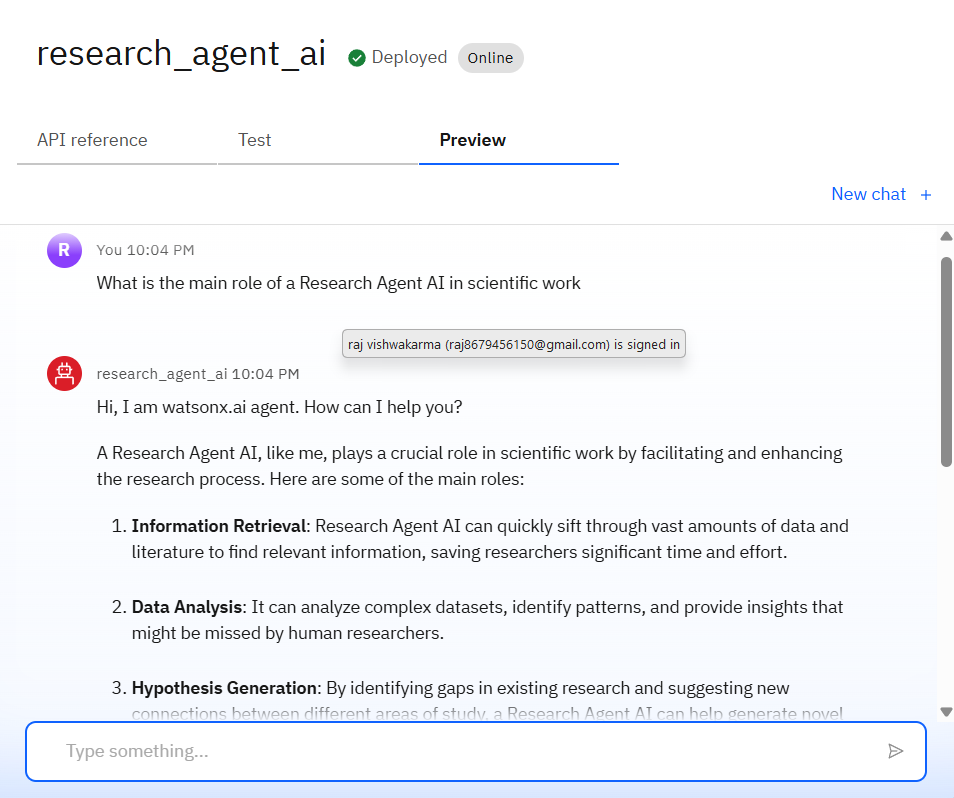 research_agent_ai Deployed Online
API reference Test Preview
New chat +
R You 10:04 PM
What is the main role of a Research Agent AI in scientific work
raj vishwakarma (raj8679456150@gmail.com) is signed in
research_agent_ai 10:04 PM
Hi, I am watsonx.ai agent. How can I help you?
A Research Agent AI, like me, plays a crucial role in scientific work by facilitating and enhancing
the research process. Here are some of the main roles:
1. Information Retrieval: Research Agent AI can quickly sift through vast amounts of data and
literature to find relevant information, saving researchers significant time and effort.
2. Data Analysis: It can analyze complex datasets, identify patterns, and provide insights that
might be missed by human researchers.
3. Hypothesis Generation: By identifying gaps in existing research and suggesting new
connections between different areas of study, a Research Agent AI can help generate novel
Type something...